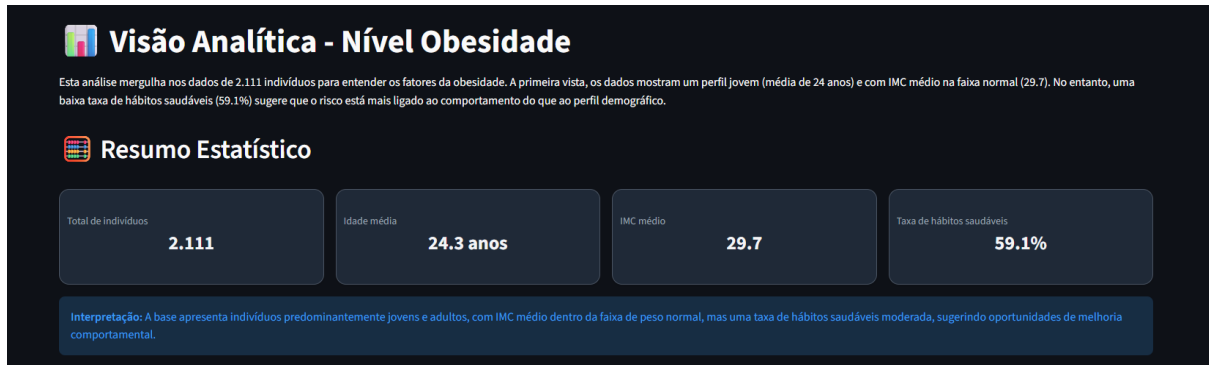 Visão Analítica - Nível Obesidade
Esta análise mergulha nos dados de 2.111 indivíduos para entender os fatores da obesidade. A primeira vista, os dados mostram um perfil jovem (média de 24 anos) e com IMC médio na faixa normal (29.7). No entanto, uma
baixa taxa de hábitos saudáveis (59.1%) sugere que o risco está mais ligado ao comportamento do que ao perfil demográfico.
Resumo Estatístico
Total de indivíduos
2.111
Idade média
24.3 anos
IMC médio
29.7
Taxa de hábitos saudáveis
59.1%
Interpretação: A base apresenta indivíduos predominantemente jovens e adultos, com IMC médio dentro da faixa de peso normal, mas uma taxa de hábitos saudáveis moderada, sugerindo oportunidades de melhoria
comportamental.